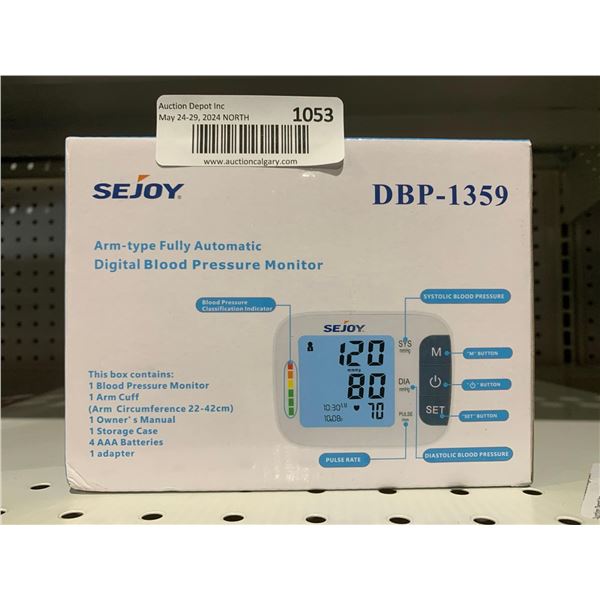 Auction Depot Inc
May 24-29, 2024 NORTH
1053
www.auctioncalgary.com
SEJOY
DBP-1359
Arm-type Fully Automatic
Digital Blood Pressure Monitor
Blood Pressure
Classification Indicator
SYSTOLIC BLOOD PRESSURE
SEJOY
120
SYS
mmHg
M
"M" BUTTON
mmHg
80
DIA
mmHg
"⏻" BUTTON
10:30
70
PULSE
SET
"SET" BUTTON
PULSE RATE
DIASTOLIC BLOOD PRESSURE
This box contains:
1 Blood Pressure Monitor
1 Arm Cuff
(Arm Circumference 22-42cm)
1 Owner's Manual
1 Storage Case
4 AAA Batteries
1 adapter